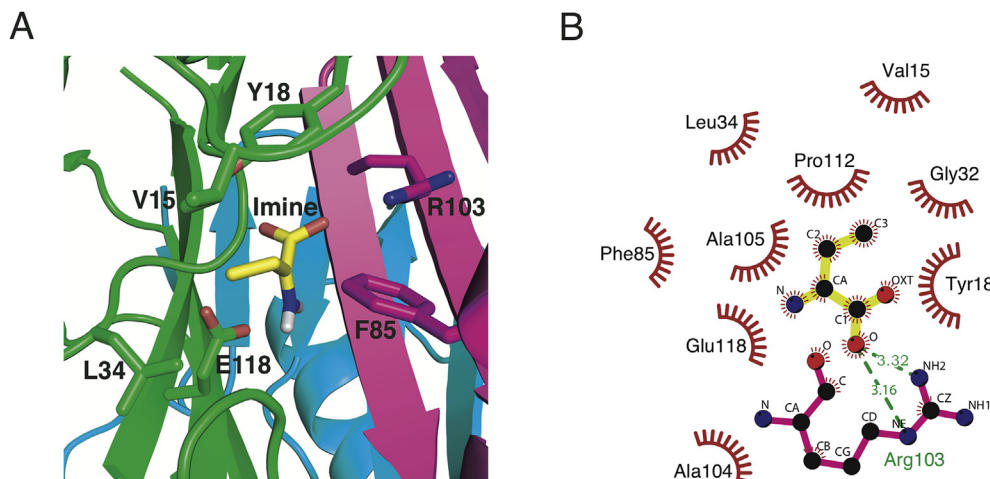 A
Y18
V15
Imine
R103
F85
L34
E118
B
Val15
Leu34
Pro112
Gly32
Phe85
Ala105
C2
C3
Tyr18
N
CA
OXT
CT
Glu118
O
O
3.32
NH2
C
3.16
N
CA
CZ
NH1
CD
NE
CB
CG
Arg103
Ala104